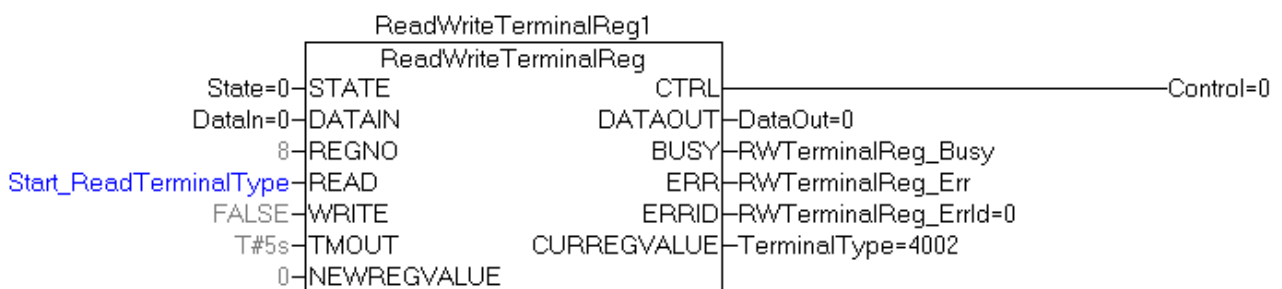 ReadWriteTerminalReg1
ReadWriteTerminalReg
State=0 STATE CTRL Control=0
DataIn=0 DATAIN DATAOUT DataOut=0
8 REGNO BUSY RWTerminalReg_Busy
Start_ReadTerminalType READ ERR RWTerminalReg_Err
FALSE WRITE ERRID RWTerminalReg_ErrId=0
T#5s TMOUT CURREGVALUE TerminalType=4002
0 NEWREGVALUE